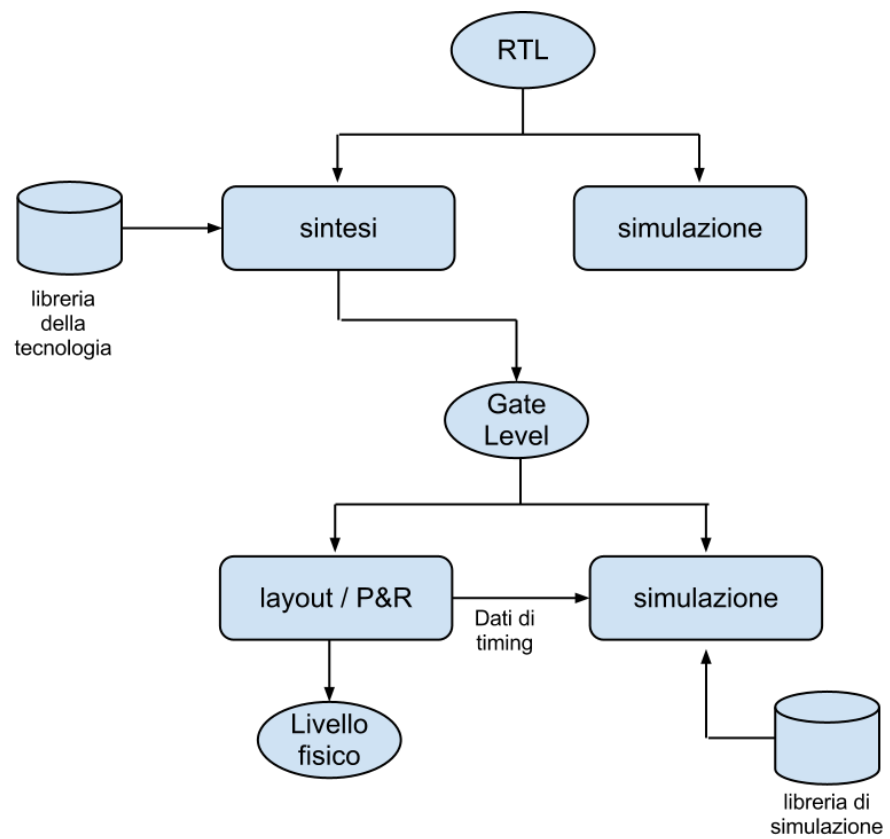 RTL
sintesi
simulazione
libreria
della
tecnologia
Gate
Level
layout / P&R
Dati di
timing
simulazione
Livello
fisico
libreria di
simulazione